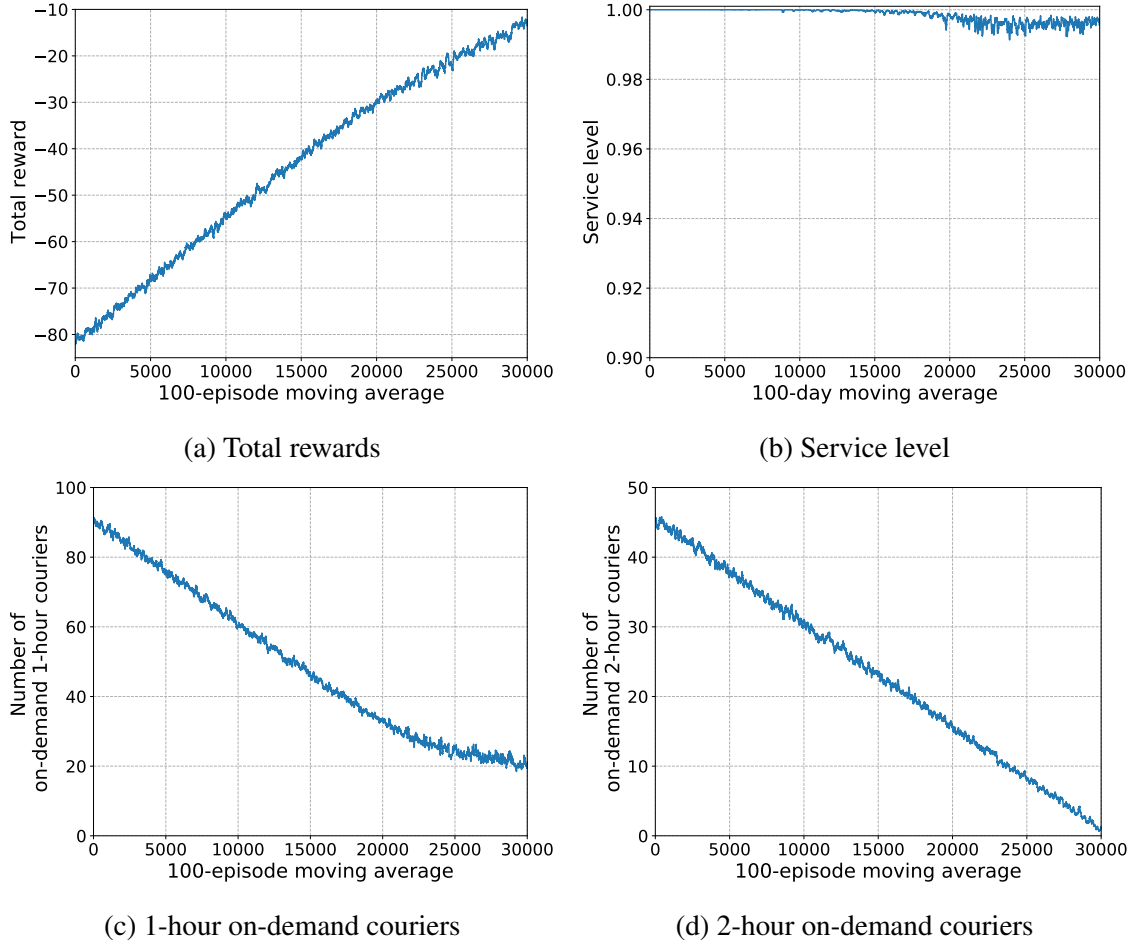 −10
−20
−30
−40
−50
−60
−70
−80
Total reward
0 5000 10000 15000 20000 25000 30000
100-episode moving average
(a) Total rewards
1.00
0.98
0.96
0.94
0.92
0.90
Service level
0 5000 10000 15000 20000 25000 30000
100-day moving average
(b) Service level
100
80
60
40
20
0
Number of
on-demand 1-hour couriers
0 5000 10000 15000 20000 25000 30000
100-episode moving average
(c) 1-hour on-demand couriers
50
40
30
20
10
0
Number of
on-demand 2-hour couriers
0 5000 10000 15000 20000 25000 30000
100-episode moving average
(d) 2-hour on-demand couriers